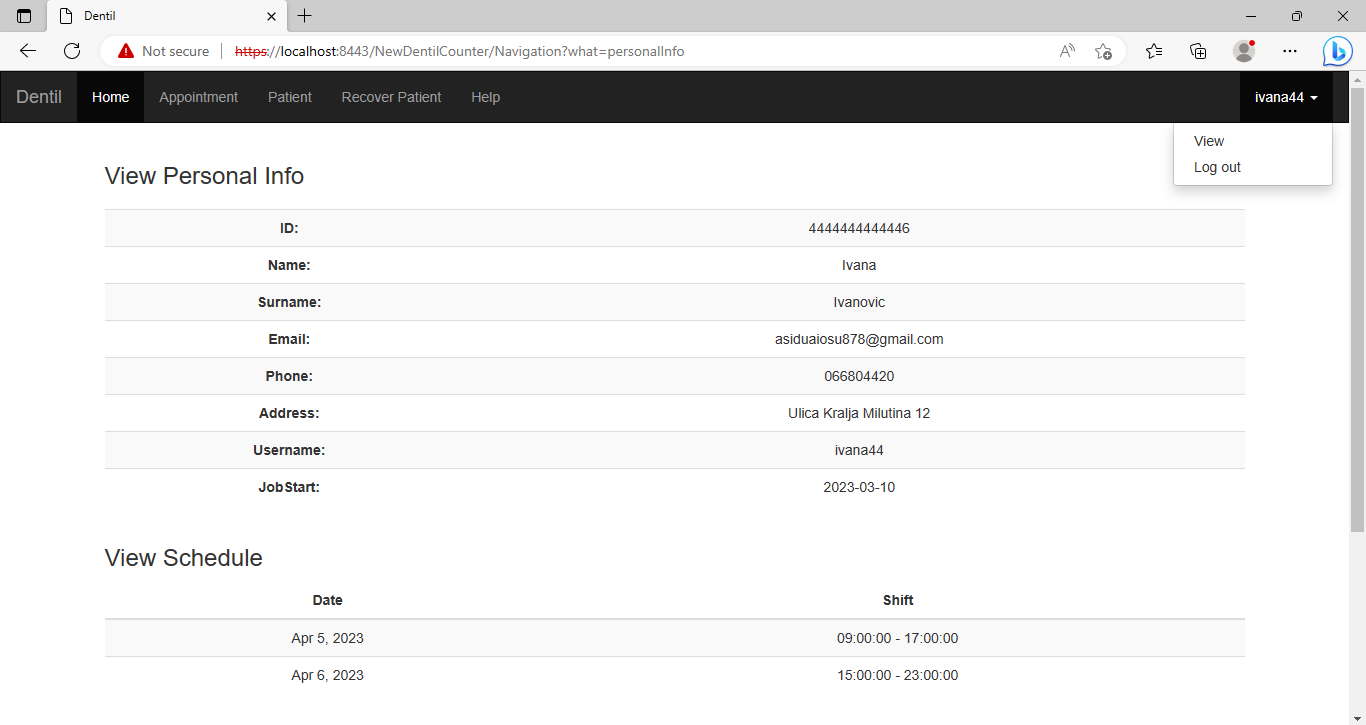 Dentil
Not secure https://localhost:8443/NewDentilCounter/Navigation?what=personalInfo
Dentil Home Appointment Patient Recover Patient Help ivana44
View
Log out
View Personal Info
ID: 4444444444446
Name: Ivana
Surname: Ivanovic
Email: asiduaiosu878@gmail.com
Phone: 066804420
Address: Ulica Kralja Milutina 12
Username: ivana44
JobStart: 2023-03-10
View Schedule
Date Shift
Apr 5, 2023 09:00:00 - 17:00:00
Apr 6, 2023 15:00:00 - 23:00:00